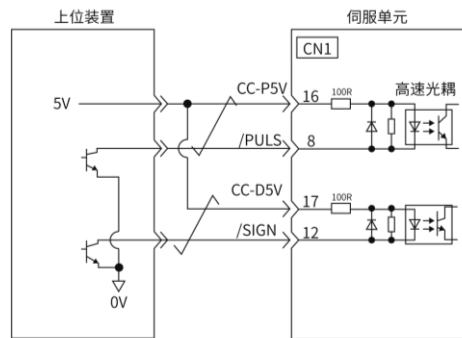 上位装置
伺服单元
CN1
5V
CC-P5V
16
100R
高速光耦
/PULS
8
CC-D5V
17
100R
/SIGN
12
0V